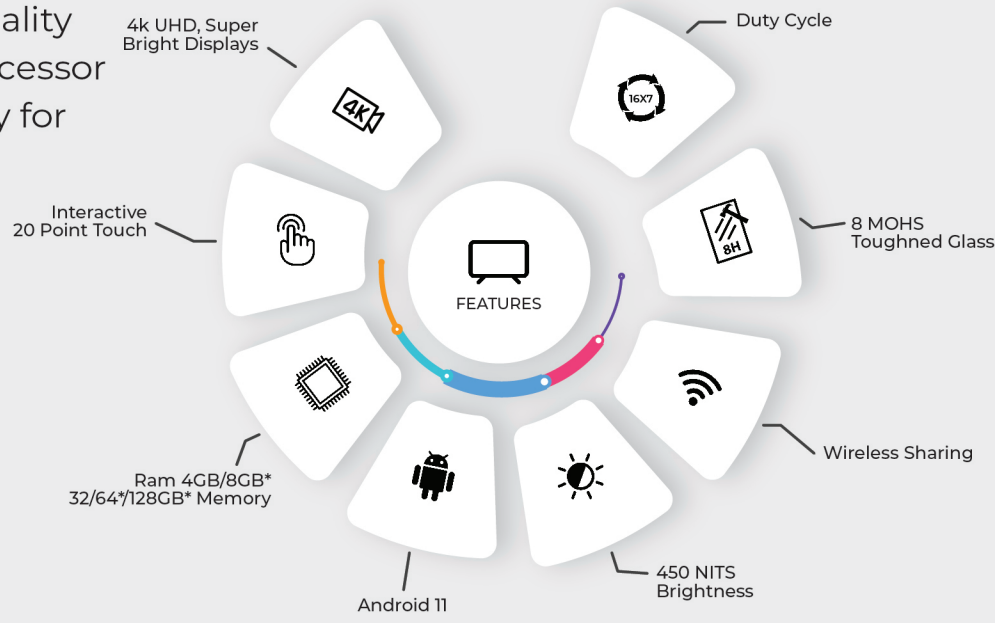 ality
cessor
y for
4k UHD, Super
Bright Displays
4K
Duty Cycle
16X7
Interactive
20 Point Touch
8H
8 MOHS
Toughned Glass
FEATURES
Ram 4GB/8GB*
32/64*/128GB* Memory
Wireless Sharing
Android 11
450 NITS
Brightness